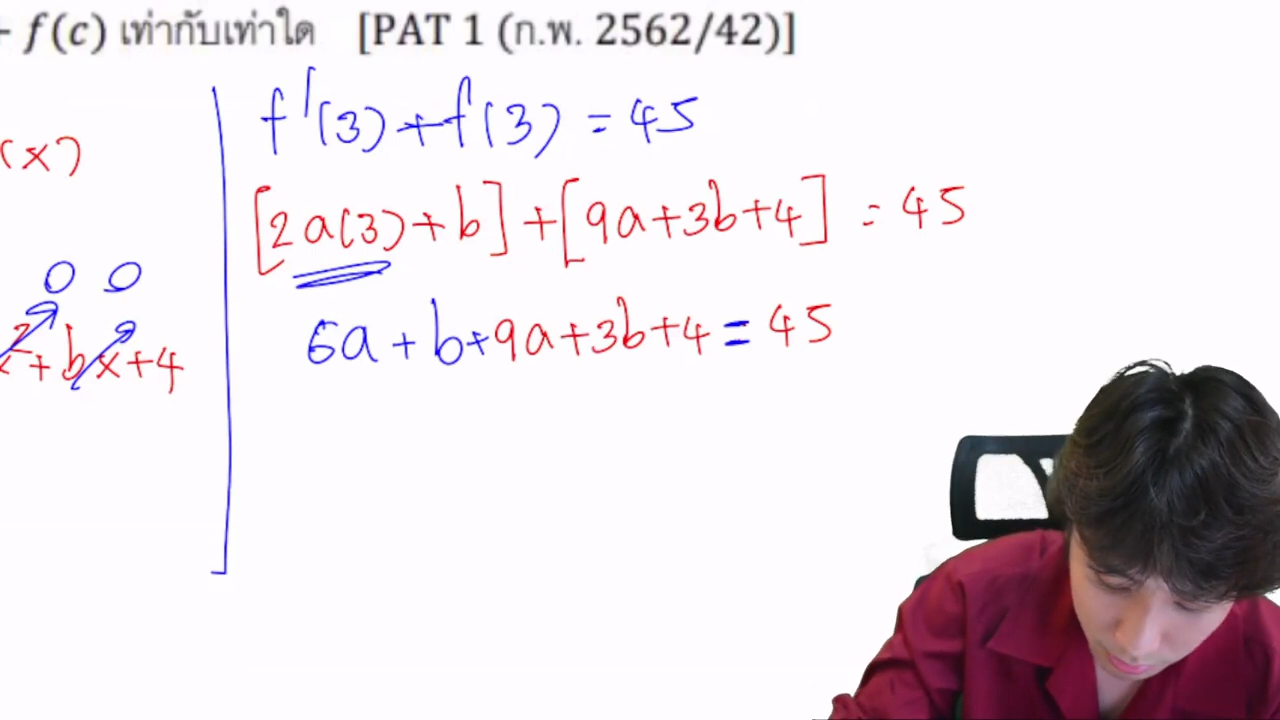 - f(c) เท่ากับเท่าใด [PAT 1 (ก.พ. 2562/42)]
f'(3) + f(3) = 45
(x)
[2a(3) + b] + [9a+3b+4] = 45
0 0
6a + b + 9a+3b+4 = 45
x² + bx + 4